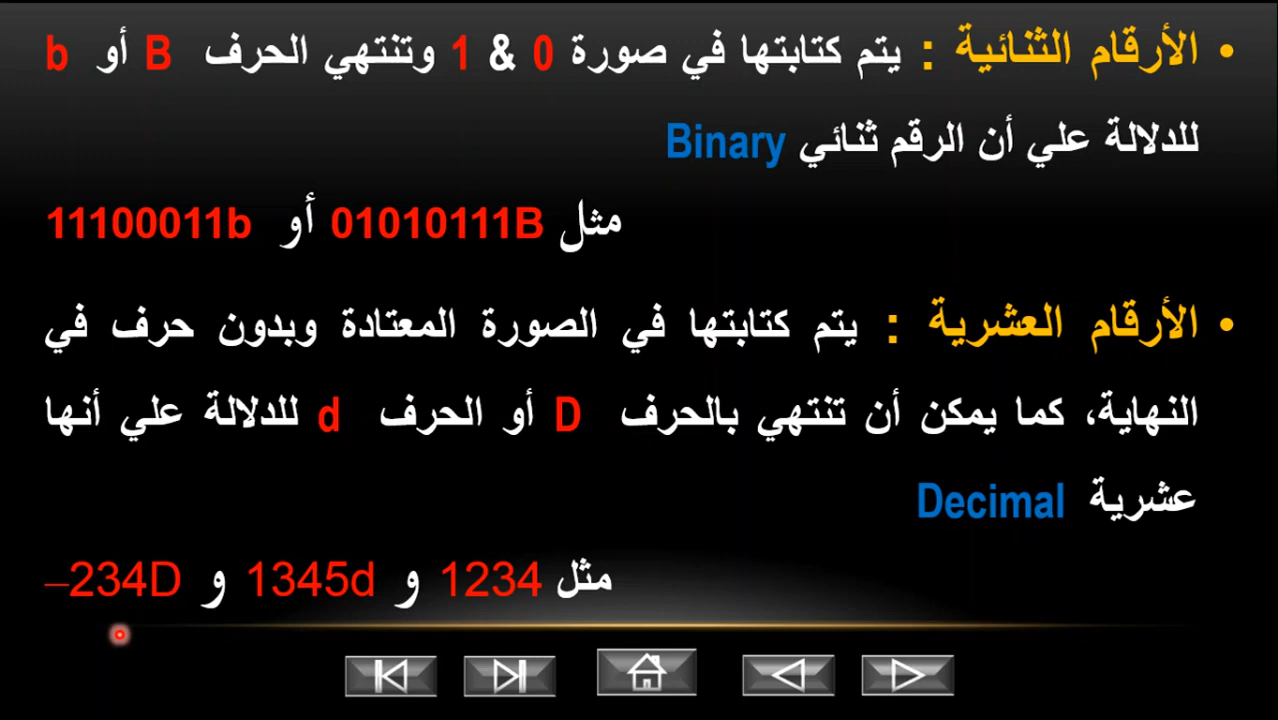 • الأرقام الثنائية : يتم كتابتها في صورة 0 & 1 وتنتهي الحرف B أو b
للدلالة علي أن الرقم ثنائي Binary
مثل 01010111B أو 11100011b
• الأرقام العشرية : يتم كتابتها في الصورة المعتادة وبدون حرف في
النهاية، كما يمكن أن تنتهي بالحرف D أو الحرف d للدلالة علي أنها
عشرية Decimal
مثل 1234 و 1345d و –234D